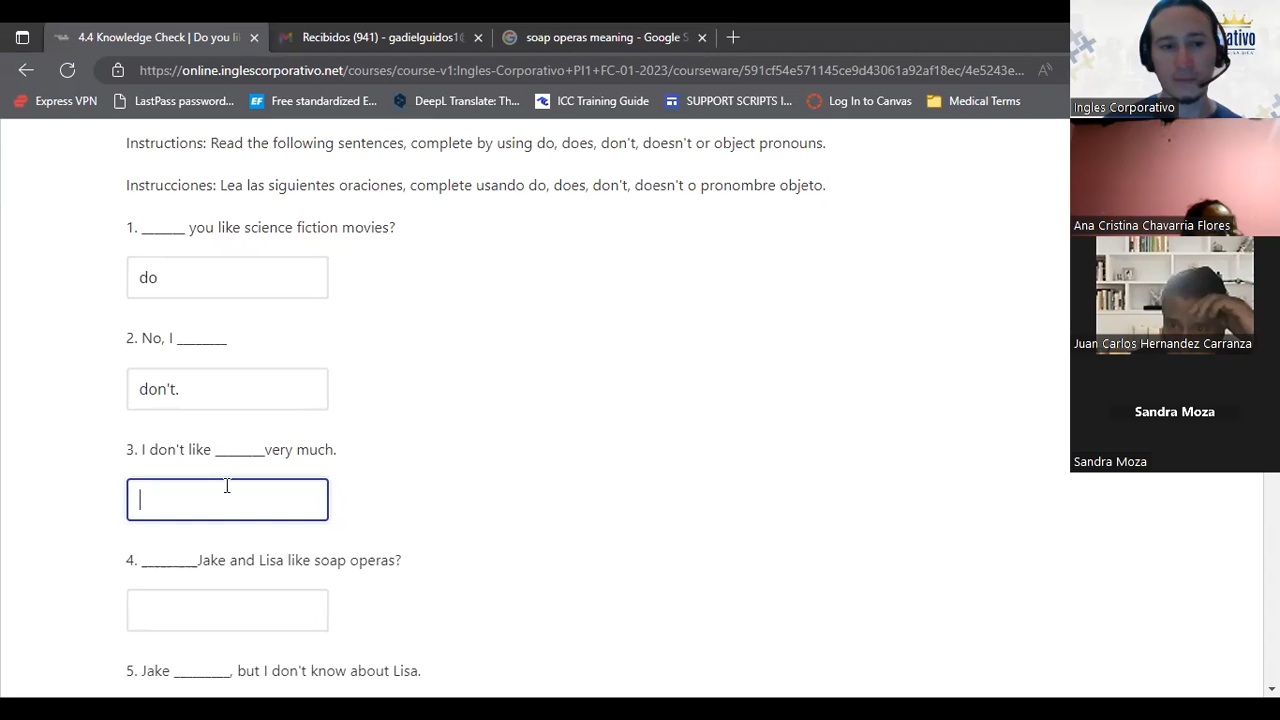 4.4 Knowledge Check | Do you li
Recibidos (941) - gadielguidos1@
soap operas meaning - Google S
https://online.inglescorporativo.net/courses/course-v1:Ingles-Corporativo+PI1+FC-01-2023/courseware/591cf54e571145ce9d43061a92af18ec/4e5243e...
Express VPN
LastPass password...
EF Free standardized E...
DeepL Translate: Th...
ICC Training Guide
SUPPORT SCRIPTS I...
Log In to Canvas
Medical Terms
Ingles Corporativo
Ana Cristina Chavarria Flores
Juan Carlos Hernandez Carranza
Sandra Moza
Sandra Moza
Instructions: Read the following sentences, complete by using do, does, don't, doesn't or object pronouns.
Instrucciones: Lea las siguientes oraciones, complete usando do, does, don't, doesn't o pronombre objeto.
1. ______ you like science fiction movies?
do
2. No, I _______
don't.
3. I don't like _______very much.
4. ________Jake and Lisa like soap operas?
5. Jake ________, but I don't know about Lisa.